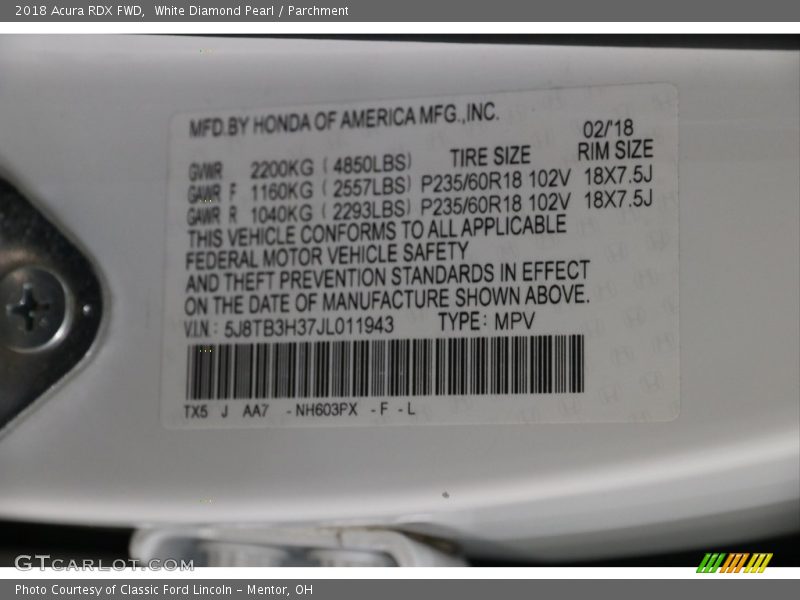 2018 Acura RDX FWD, White Diamond Pearl / Parchment
MFD.BY HONDA OF AMERICA MFG.,INC.
02/'18
TIRE SIZE RIM SIZE
GVWR 2200KG ( 4850LBS)
GAWR F 1160KG ( 2557LBS) P235/60R18 102V 18X7.5J
GAWR R 1040KG ( 2293LBS) P235/60R18 102V 18X7.5J
THIS VEHICLE CONFORMS TO ALL APPLICABLE
FEDERAL MOTOR VEHICLE SAFETY
AND THEFT PREVENTION STANDARDS IN EFFECT
ON THE DATE OF MANUFACTURE SHOWN ABOVE.
V.I.N.: 5J8TB3H37JL011943 TYPE: MPV
TX5 J AA7 -NH603PX -F -L
GTCARLOT.COM
Photo Courtesy of Classic Ford Lincoln - Mentor, OH